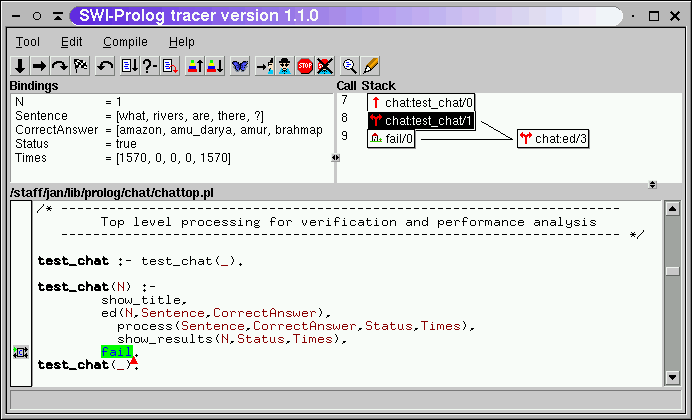 SWI-Prolog tracer version 1.1.0
Tool Edit Compile Help
Bindings
N = 1
Sentence = [what, rivers, are, there, ?]
CorrectAnswer = [amazon, amu_darya, amur, brahmap
Status = true
Times = [1570, 0, 0, 0, 1570]
Call Stack
7 chat:test_chat/0
8 chat:test_chat/1
9 fail/0 chat:ed/3
/staff/jan/lib/prolog/chat/chattop.pl
/* ----------------------------------------------------------------------
Top level processing for verification and performance analysis
---------------------------------------------------------------------- */
test_chat :- test_chat(_).
test_chat(N) :-
show_title,
ed(N,Sentence,CorrectAnswer),
process(Sentence,CorrectAnswer,Status,Times),
show_results(N,Status,Times),
fail.
test_chat(_).